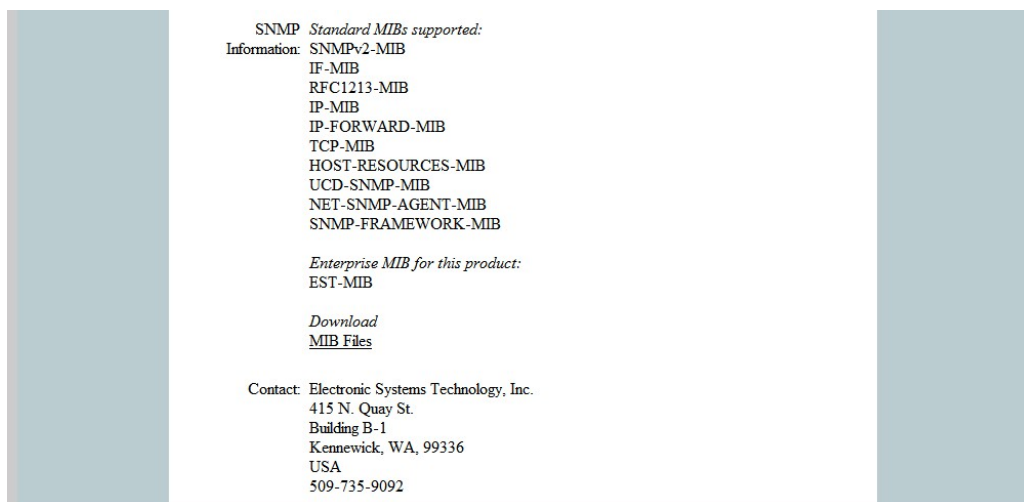 SNMP Standard MIBs supported:
Information: SNMPv2-MIB
IF-MIB
RFC1213-MIB
IP-MIB
IP-FORWARD-MIB
TCP-MIB
HOST-RESOURCES-MIB
UCD-SNMP-MIB
NET-SNMP-AGENT-MIB
SNMP-FRAMEWORK-MIB
Enterprise MIB for this product:
EST-MIB
Download
MIB Files
Contact: Electronic Systems Technology, Inc.
415 N. Quay St.
Building B-1
Kennewick, WA, 99336
USA
509-735-9092